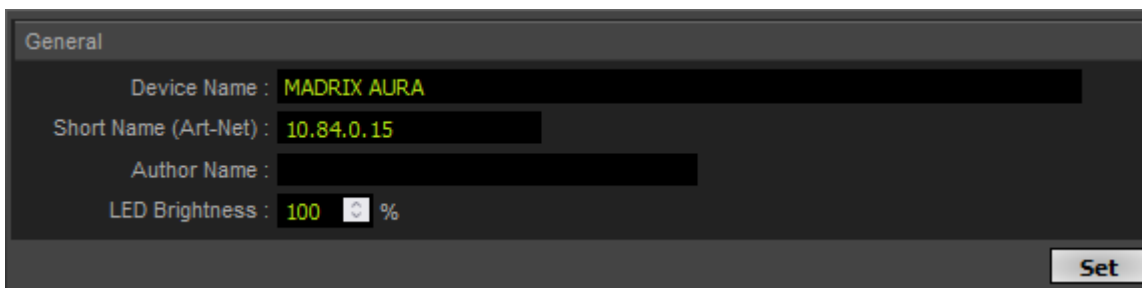 General
Device Name : MADRIX AURA
Short Name (Art-Net) : 10.84.0.15
Author Name :
LED Brightness : 100 %
Set